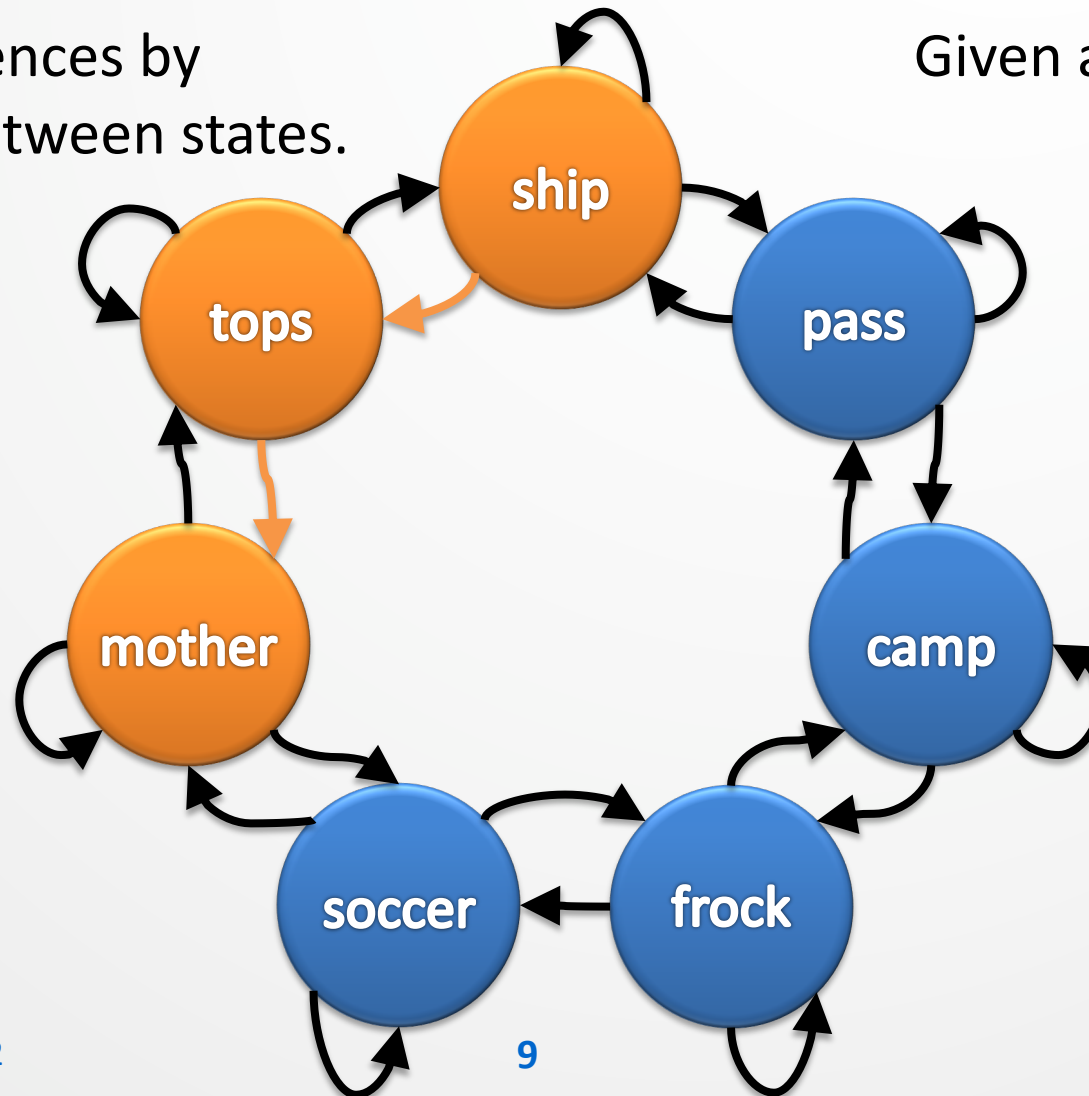 ences by
tween states.
Given a
ship
tops
pass
mother
camp
soccer
frock
9